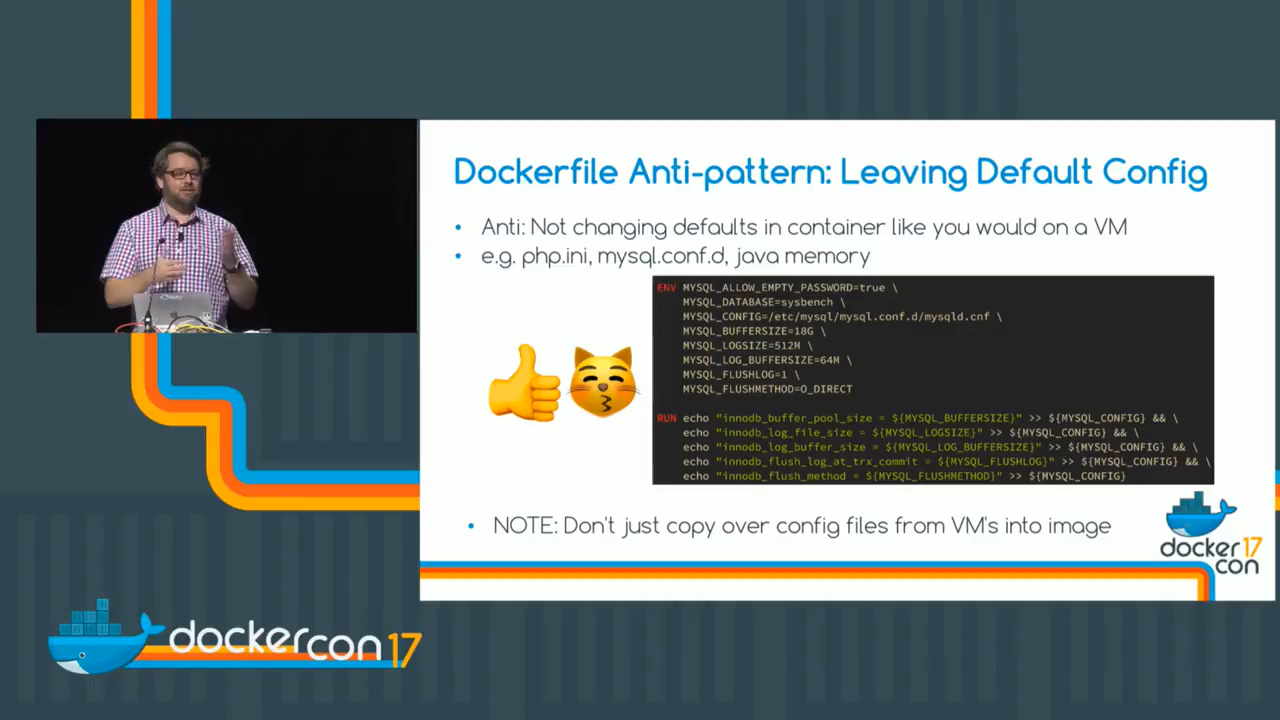 Dockerfile Anti-pattern: Leaving Default Config
• Anti: Not changing defaults in container like you would on a VM
• e.g. php.ini, mysql.conf.d, java memory
ENV MYSQL_ALLOW_EMPTY_PASSWORD=true \
MYSQL_DATABASE=sysbench \
MYSQL_CONFIG=/etc/mysql/mysql.conf.d/mysqld.cnf \
MYSQL_BUFFERSIZE=18G \
MYSQL_LOGSIZE=512M \
MYSQL_LOG_BUFFERSIZE=64M \
MYSQL_FLUSHLOG=1 \
MYSQL_FLUSHMETHOD=O_DIRECT
RUN echo "innodb_buffer_pool_size = ${MYSQL_BUFFERSIZE}" >> ${MYSQL_CONFIG} && \
echo "innodb_log_file_size = ${MYSQL_LOGSIZE}" >> ${MYSQL_CONFIG} && \
echo "innodb_log_buffer_size = ${MYSQL_LOG_BUFFERSIZE}" >> ${MYSQL_CONFIG} && \
echo "innodb_flush_log_at_trx_commit = ${MYSQL_FLUSHLOG}" >> ${MYSQL_CONFIG} && \
echo "innodb_flush_method = ${MYSQL_FLUSHMETHOD}" >> ${MYSQL_CONFIG}
• NOTE: Don't just copy over config files from VM's into image
docker 17
con
dockercon 17